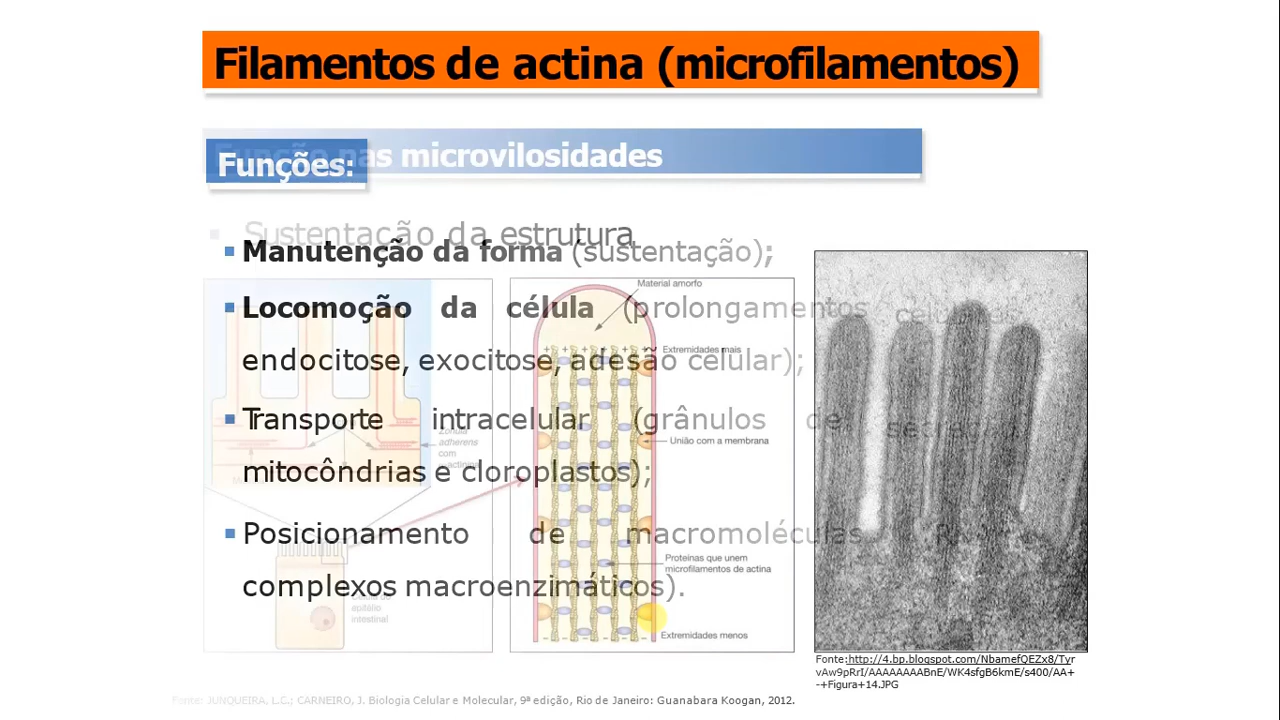 Filamentos de actina (microfilamentos)
Função nas microvilosidades
Funções:
Sustentação da estrutura
Manutenção da forma (sustentação);
Locomoção da célula (prolongamentos celulares,
endocitose, exocitose, adesão celular);
Transporte intracelular (grânulos de
mitocôndrias e cloroplastos);
Posicionamento de macromoléculas
complexos macroenzimáticos).
Material amorfo
Extremidades mais
União com a membrana
Proteínas que unem
microfilamentos de actina
Extremidades menos
Zônula
adherens
com
epitélio
intestinal
Fonte:http://4.bp.blogspot.com/NbamefQEZx8/Tyr
vAw9pRrI/AAAAAAAABnE/WK4sfgB6kmE/s400/AA+
-+Figura+14.JPG
Fonte: JUNQUEIRA, L.C.; CARNEIRO, J. Biologia Celular e Molecular, 9ª edição, Rio de Janeiro: Guanabara Koogan, 2012.